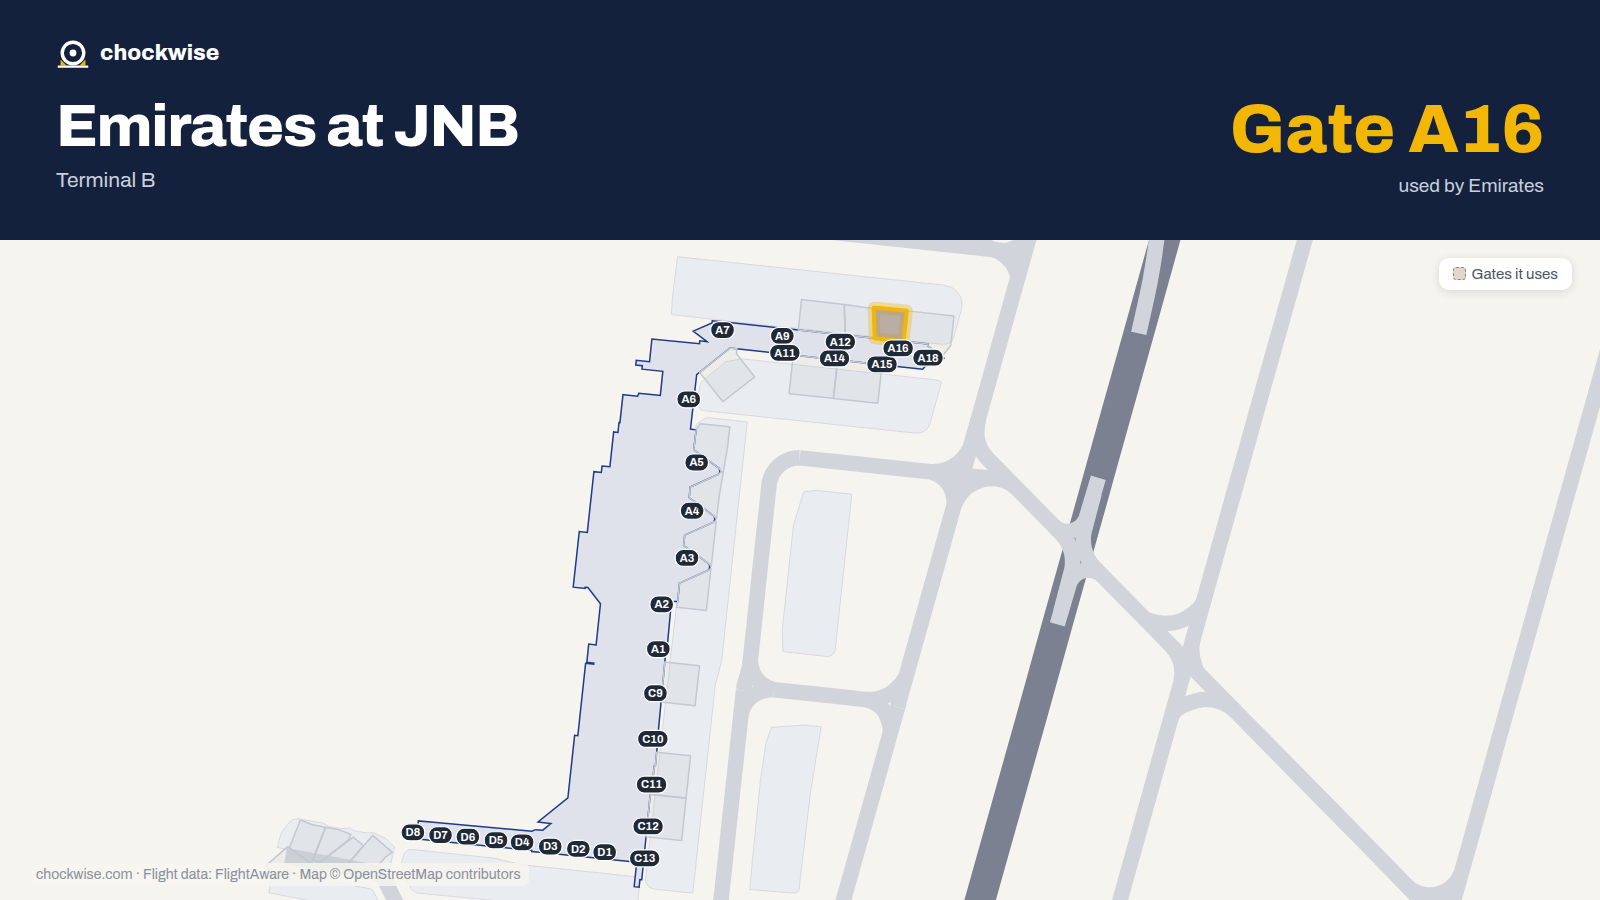 chockwise
Emirates at JNB
Terminal B
Gate A16
used by Emirates
Gates it uses
A7
A9
A11
A12
A14
A16
A15
A18
A6
A5
A4
A3
A2
A1
C9
C10
C11
C12
C13
D8
D7
D6
D5
D4
D3
D2
D1
chockwise.com · Flight data: FlightAware · Map © OpenStreetMap contributors